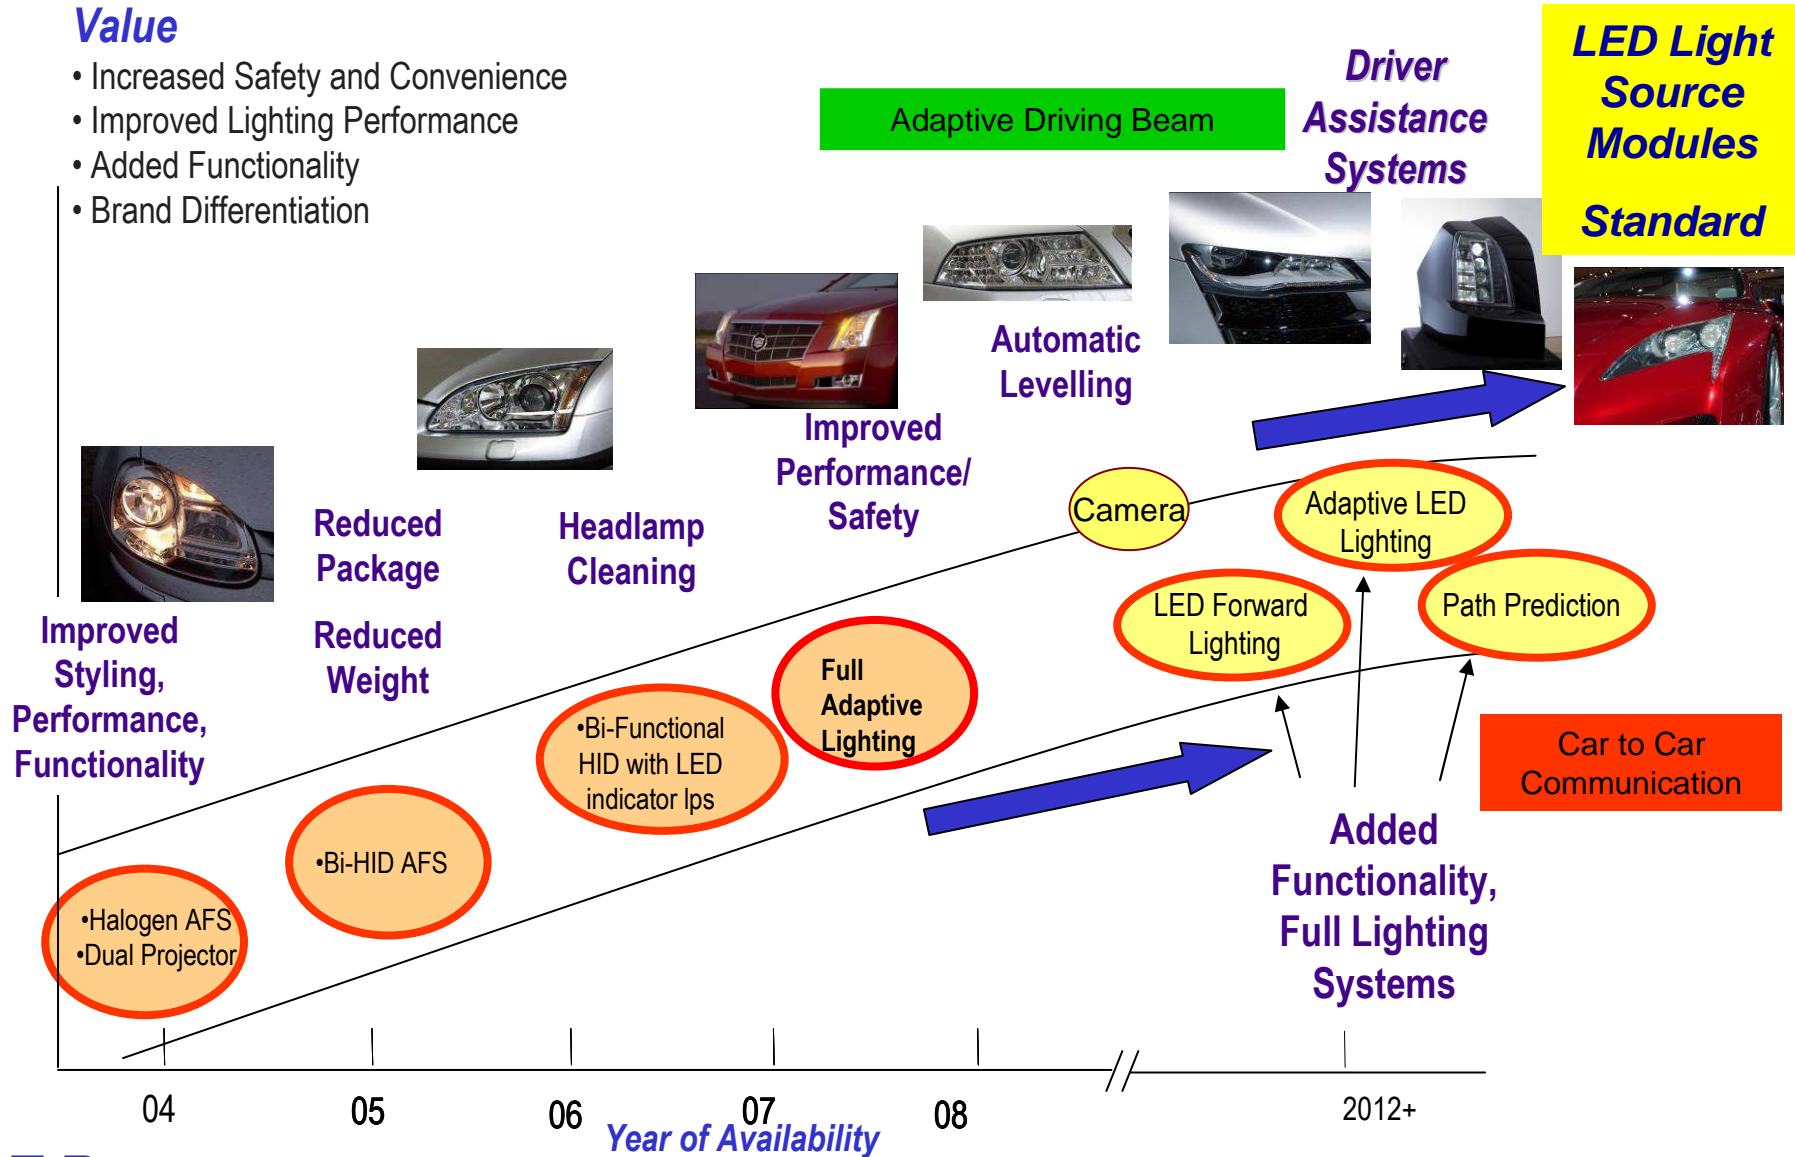 Value
• Increased Safety and Convenience
• Improved Lighting Performance
• Added Functionality
• Brand Differentiation
Adaptive Driving Beam
Driver
Assistance
Systems
LED Light
Source
Modules
Standard
Automatic
Levelling
Improved
Performance/
Safety
Headlamp
Cleaning
Reduced
Package
Reduced
Weight
Improved
Styling,
Performance,
Functionality
Camera
Adaptive LED
Lighting
LED Forward
Lighting
Path Prediction
Full
Adaptive
Lighting
•Bi-Functional
HID with LED
indicator lps
•Bi-HID AFS
•Halogen AFS
•Dual Projector
Car to Car
Communication
Added
Functionality,
Full Lighting
Systems
04
05
06
07
08
2012+
Year of Availability